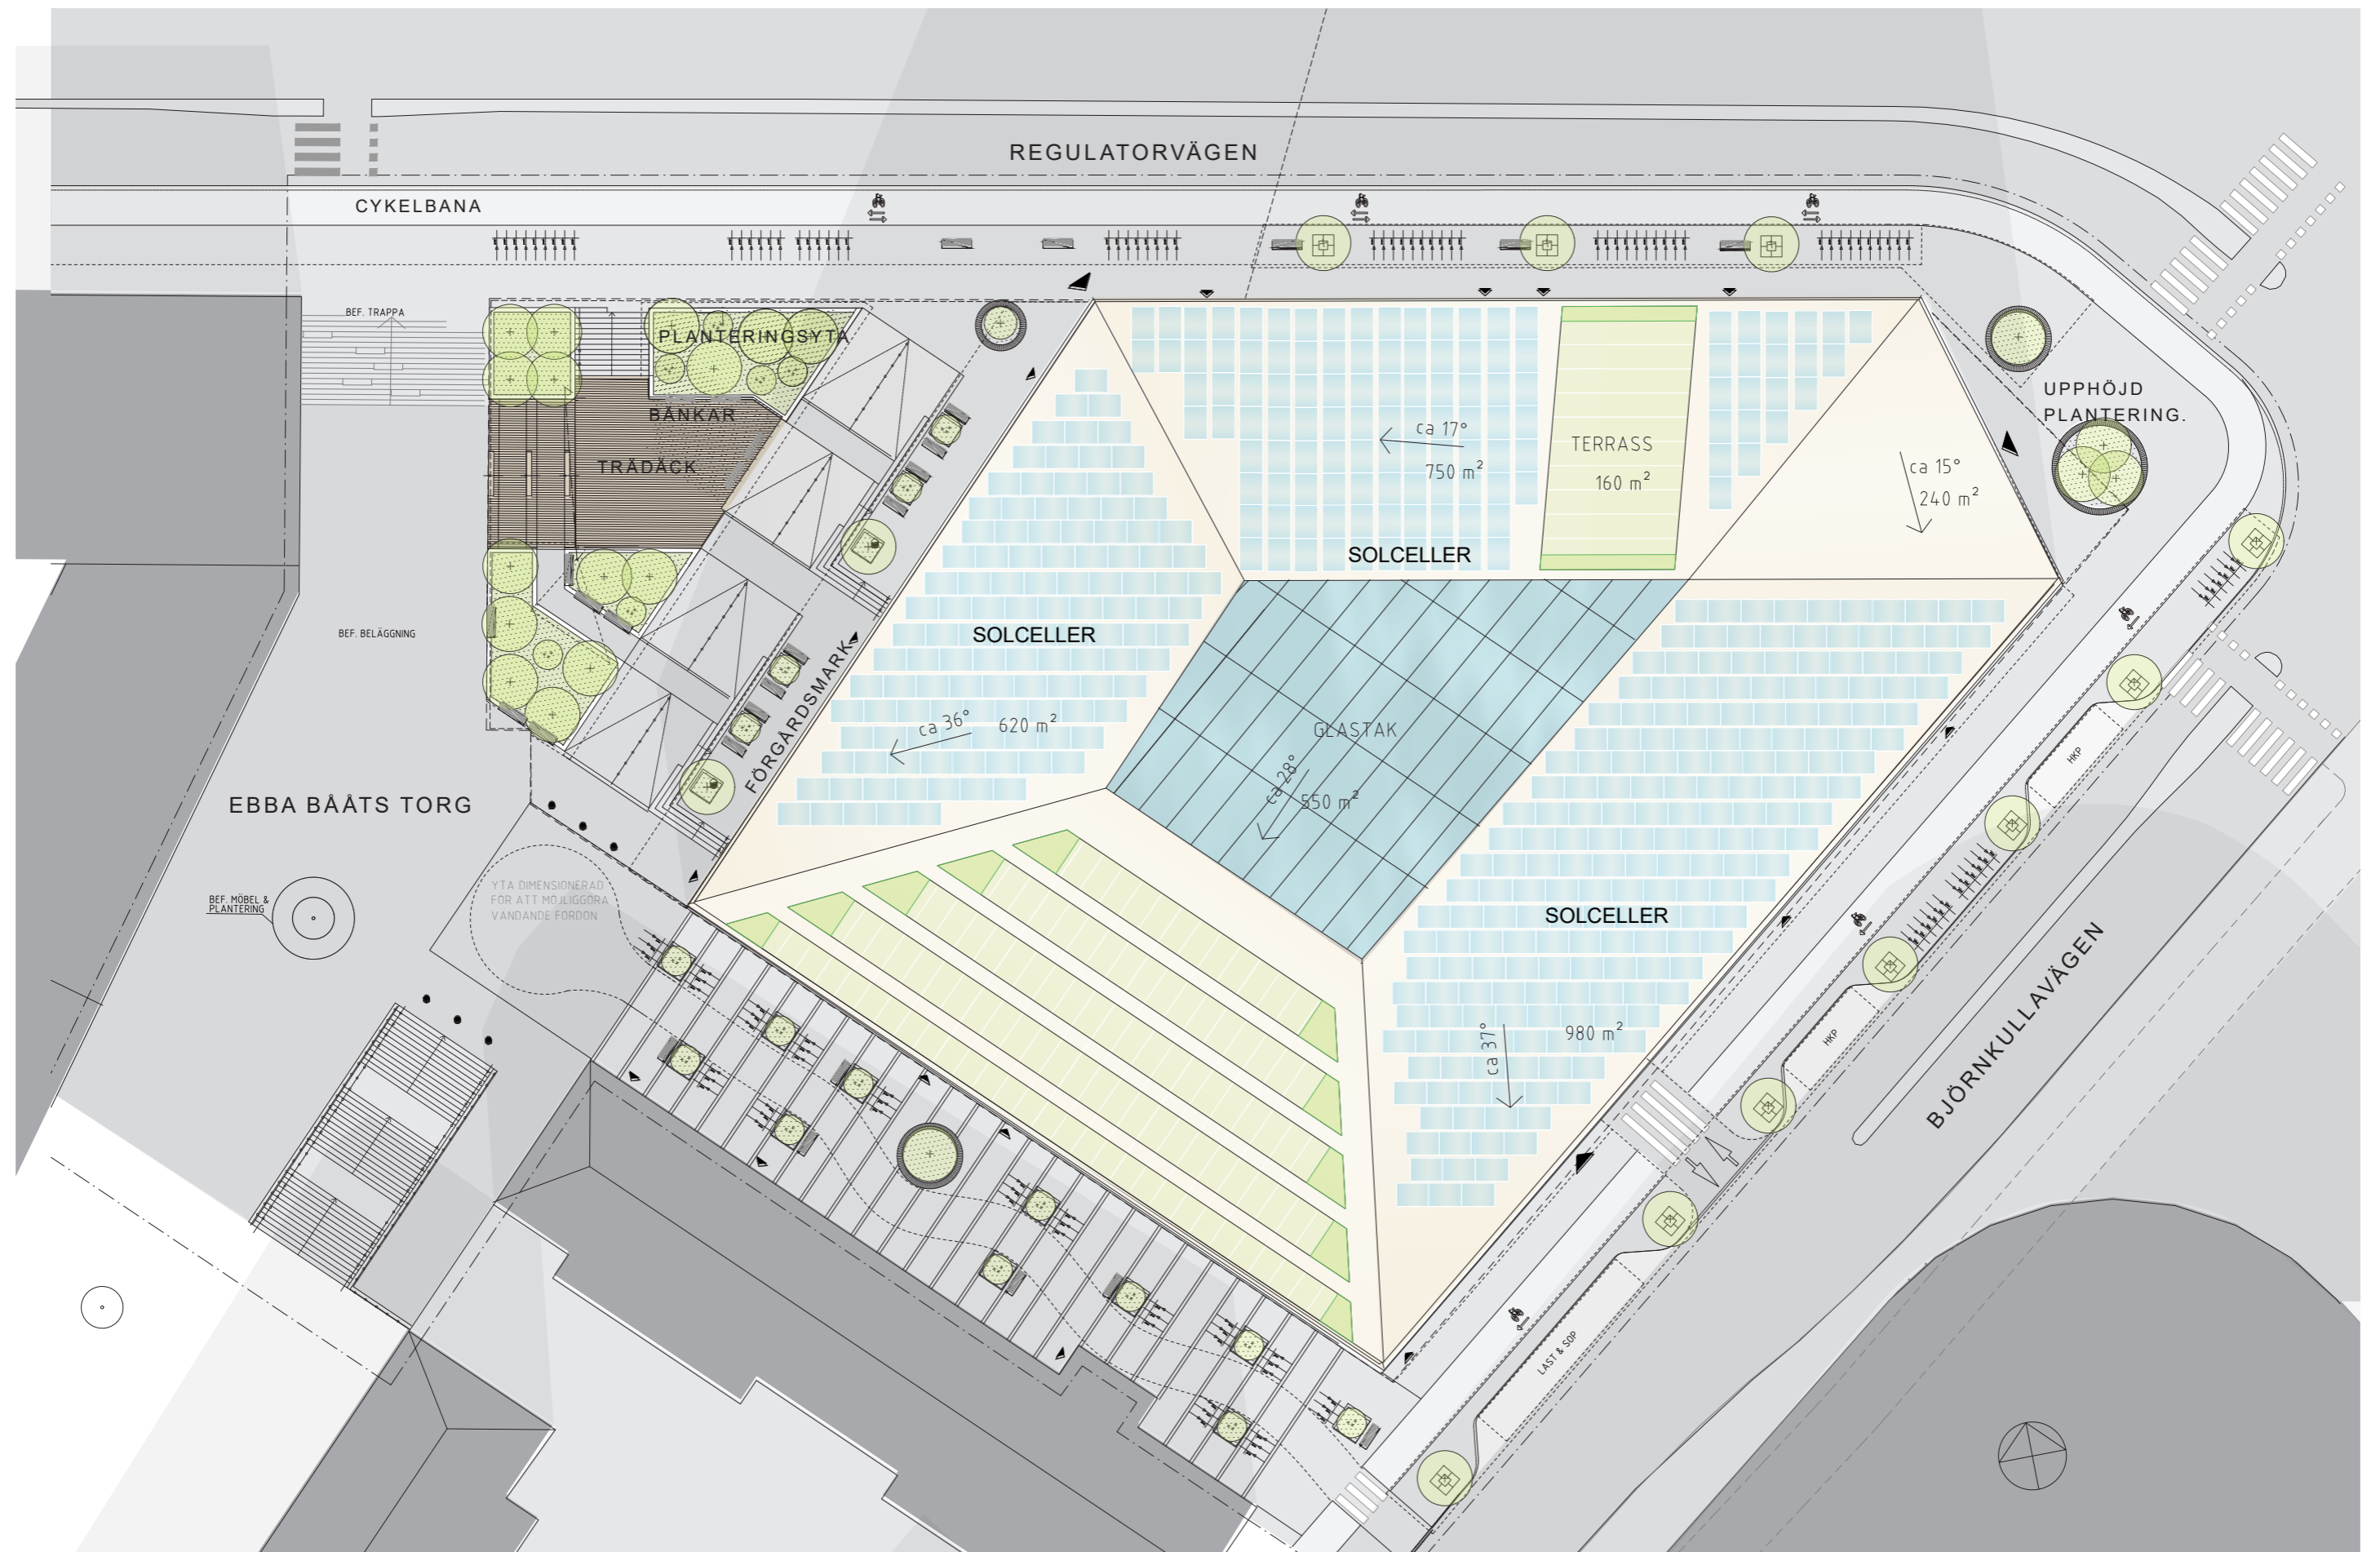 REGULATORVÄGEN
CYKELBANA
BEF. TRAPPA
PLANTERINGSYTA
BÄNKAR
TRÄDÄCK
UPPHÖJD
PLANTERING.
ca 17°
750 m²
TERRASS
160 m²
ca 15°
240 m²
SOLCELLER
BEF. BELÄGGNING
SOLCELLER
FÖRGÅRDSMARK
ca 36°
620 m²
GLASTAK
ca 28°
550 m²
HKP
EBBA BÅÅTS TORG
YTA DIMENSIONERAD
FÖR ATT MÖJLIGGÖRA
VÄNDANDE FORDON
BEF. MÖBEL &
PLANTERING
SOLCELLER
ca 37°
980 m²
HKP
BJÖRNKULLAVÄGEN
LAST & SOP